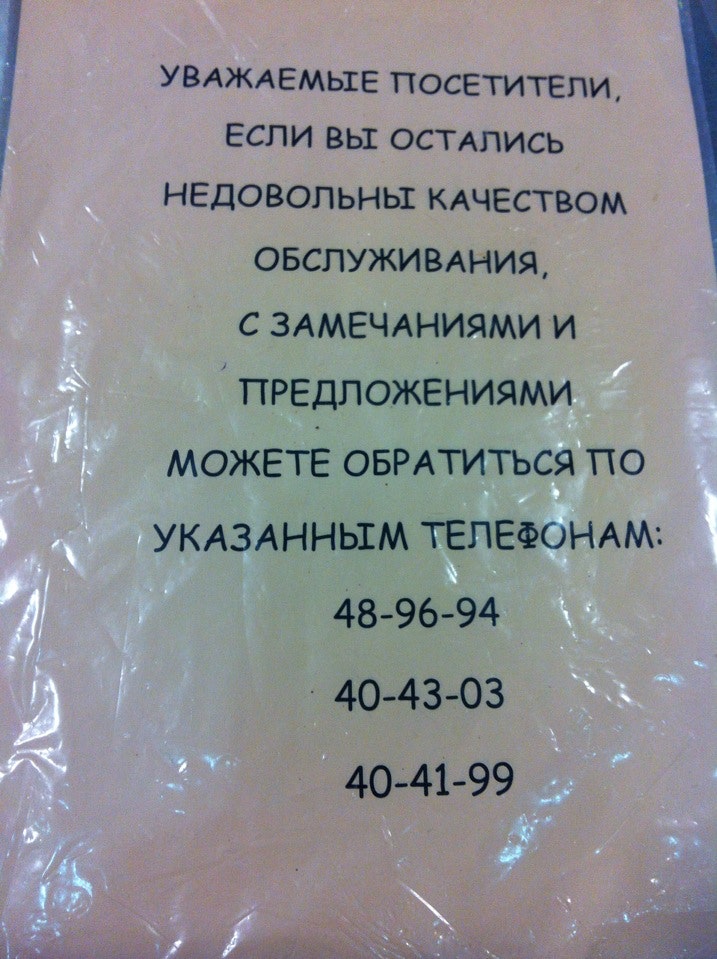 УВАЖАЕМЫЕ ПОСЕТИТЕЛИ,
ЕСЛИ ВЫ ОСТАЛИСЬ
НЕДОВОЛЬНЫ КАЧЕСТВОМ
ОБСЛУЖИВАНИЯ,
С ЗАМЕЧАНИЯМИ И
ПРЕДЛОЖЕНИЯМИ
МОЖЕТЕ ОБРАТИТЬСЯ ПО
УКАЗАННЫМ ТЕЛЕФОНАМ:
48-96-94
40-43-03
40-41-99